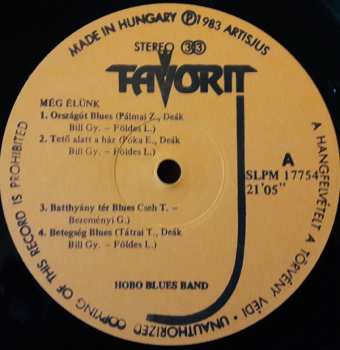 MADE IN HUNGARY Ⓟ1983 ARTISJUS
STEREO 33
FAVORIT
MÉG ÉLÜNK
1. Országút Blues (Pálmai Z., Deák
Bill Gy. – Földes L.)
2. Tető alatt a ház (Póka E., Deák
Bill Gy. – Földes L.)
3. Batthyány tér Blues Cseh T. –
Bezeményi G.)
4. Betegség Blues (Tátrai T., Deák
Bill Gy. – Földes L.)
A
SLPM 17754
21'05"
HOBO BLUES BAND
A HANGFELVÉTELT A TÖRVÉNY VÉDI · UNAUTHORIZED COPYING OF THIS RECORD IS PROHIBITED